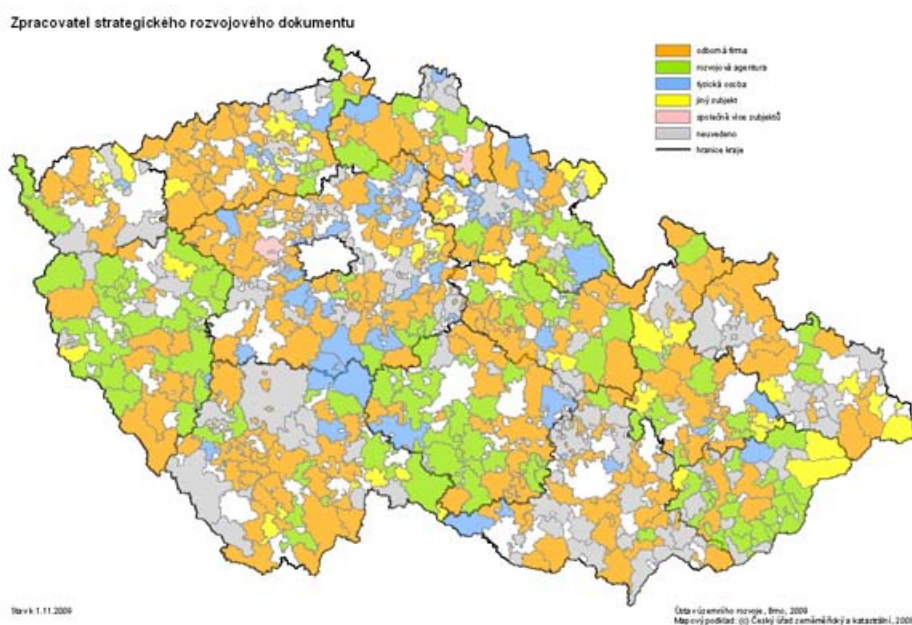 Zpracovatel strategického rozvojového dokumentu
odborná firma
rozvojová agentura
fyzická osoba
jiný subjekt
společně více subjektů
neuvedeno
hranice kraje
Stav k 1.11.2009
Ústav územního rozvoje, Brno, 2009
Mapový podklad: (c) Český úřad zeměměřický a katastrální, 2009